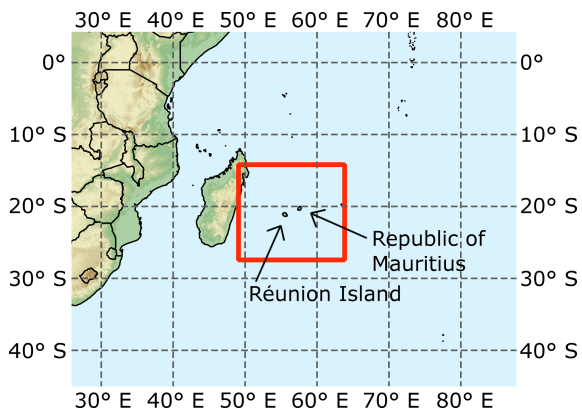 30° E 40° E 50° E 60° E 70° E 80° E
0° 0°
10° S 10° S
20° S 20° S
Republic of
Mauritius
30° S 30° S
Réunion Island
40° S 40° S
30° E 40° E 50° E 60° E 70° E 80° E